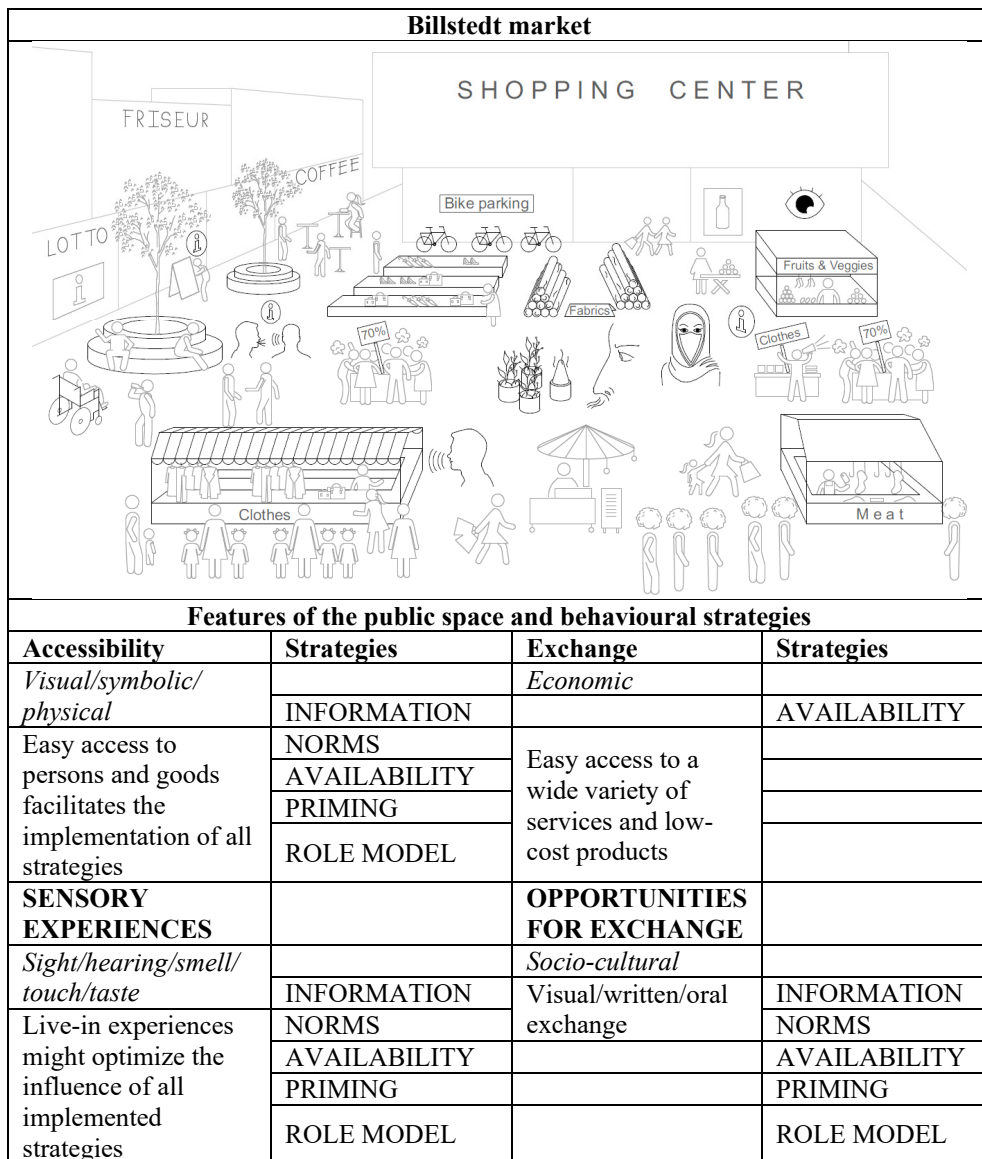 Billstedt market
SHOPPING CENTER
FRISEUR
COFFEE
LOTTO
i
i
i
Bike parking
Fabrics
70%
Fruits & Veggies
i
Clothes
70%
Clothes
Meat
Features of the public space and behavioural strategies
Accessibility
Strategies
Exchange
Strategies
Visual/symbolic/
physical
INFORMATION
Economic
AVAILABILITY
Easy access to
persons and goods
facilitates the
implementation of all
strategies
NORMS
AVAILABILITY
PRIMING
ROLE MODEL
Easy access to a
wide variety of
services and low-
cost products
SENSORY
EXPERIENCES
OPPORTUNITIES
FOR EXCHANGE
Sight/hearing/smell/
touch/taste
INFORMATION
Socio-cultural
Visual/written/oral
exchange
INFORMATION
NORMS
Live-in experiences
might optimize the
influence of all
implemented
strategies
NORMS
AVAILABILITY
PRIMING
ROLE MODEL
AVAILABILITY
PRIMING
ROLE MODEL